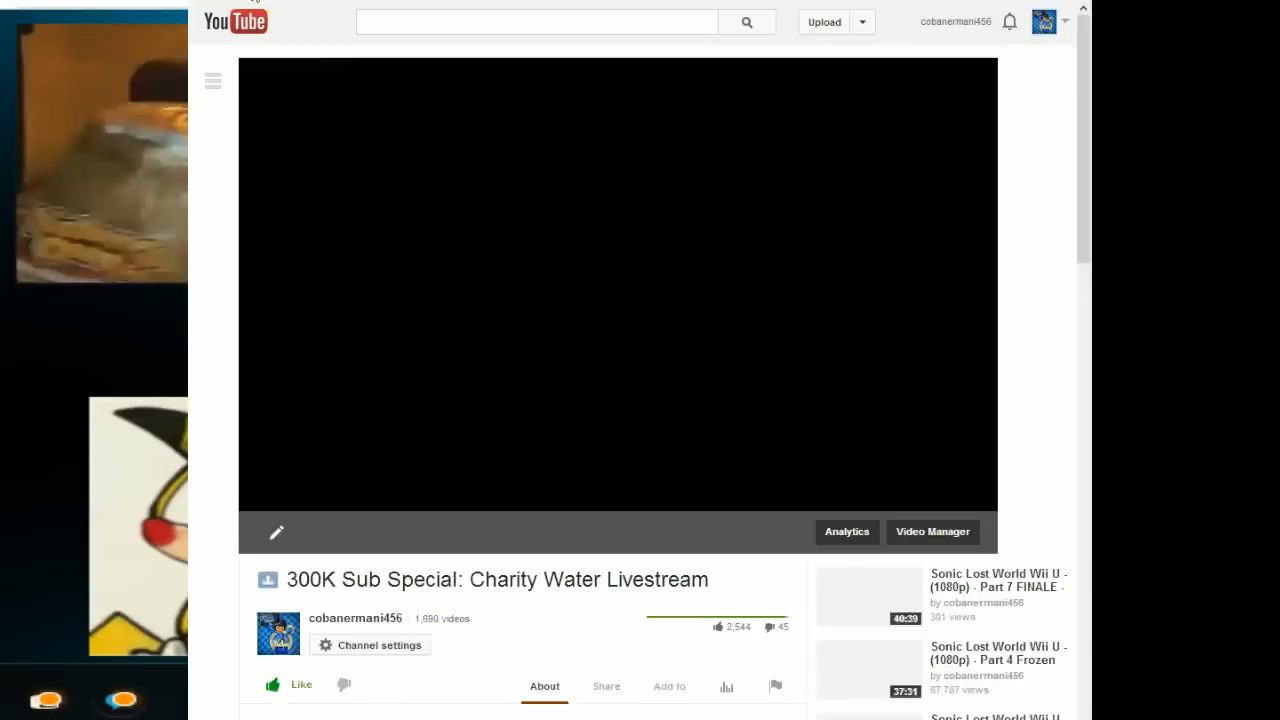 YouTube
Upload
cobanermani456
Analytics
Video Manager
300K Sub Special: Charity Water Livestream
cobanermani456 · 1,690 videos
Channel settings
2,544 45
Like
About
Share
Add to
Sonic Lost World Wii U -
(1080p) - Part 7 FINALE -
by cobanermani456
301 views
40:39
Sonic Lost World Wii U -
(1080p) - Part 4 Frozen
by cobanermani456
87,787 views
37:31
Sonic Lost World Wii U